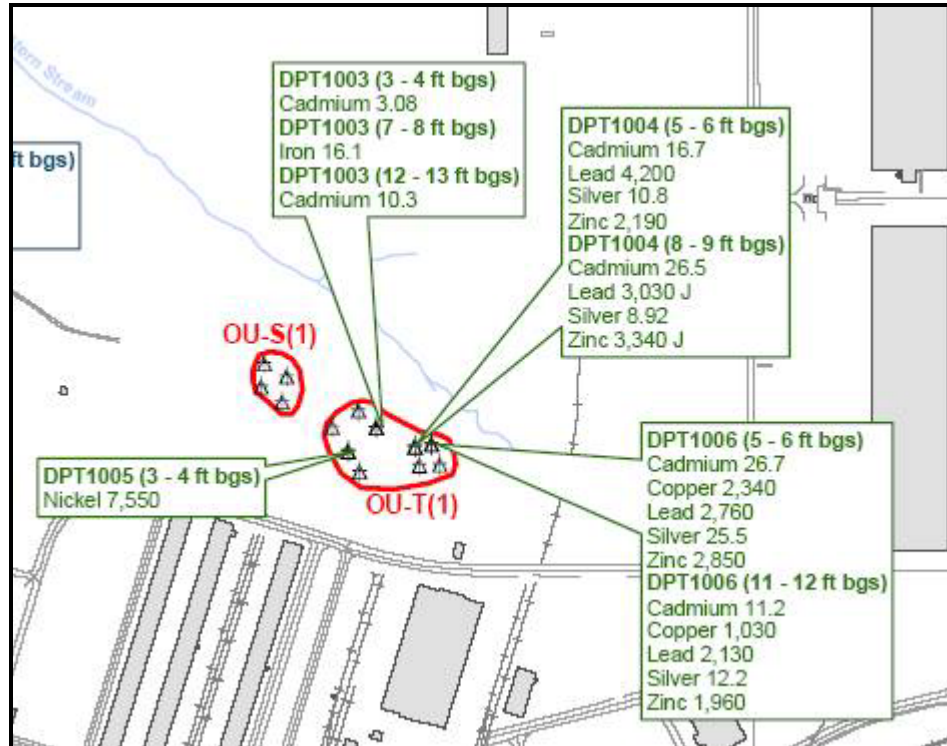 tern Stream
ft bgs)
DPT1003 (3 - 4 ft bgs)
Cadmium 3.08
DPT1003 (7 - 8 ft bgs)
Iron 16.1
DPT1003 (12 - 13 ft bgs)
Cadmium 10.3
DPT1004 (5 - 6 ft bgs)
Cadmium 16.7
Lead 4,200
Silver 10.8
Zinc 2,190
DPT1004 (8 - 9 ft bgs)
Cadmium 26.5
Lead 3,030 J
Silver 8.92
Zinc 3,340 J
OU-S(1)
DPT1005 (3 - 4 ft bgs)
Nickel 7,550
OU-T(1)
DPT1006 (5 - 6 ft bgs)
Cadmium 26.7
Copper 2,340
Lead 2,760
Silver 25.5
Zinc 2,850
DPT1006 (11 - 12 ft bgs)
Cadmium 11.2
Copper 1,030
Lead 2,130
Silver 12.2
Zinc 1,960